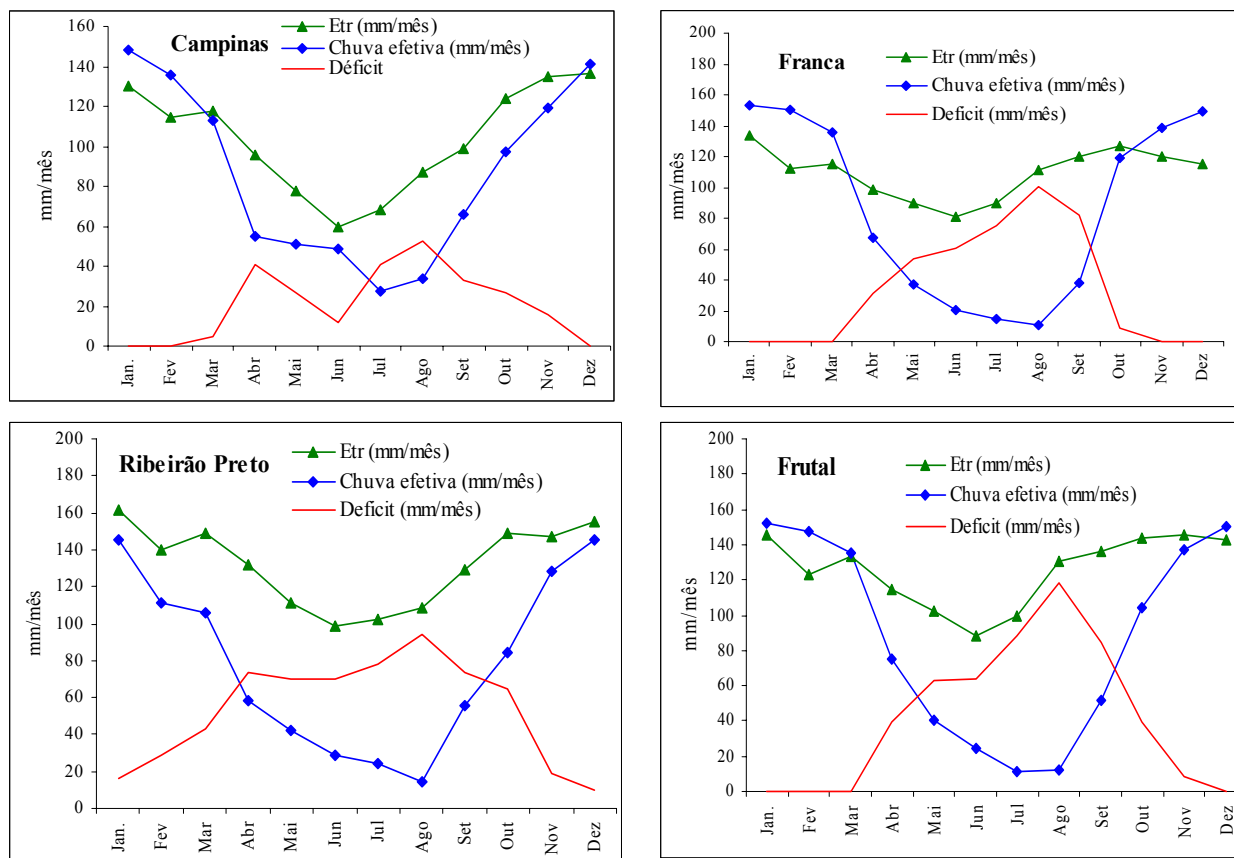 Campinas
Etr (mm/mês)
Chuva efetiva (mm/mês)
Déficit
mm/mês
160
140
120
100
80
60
40
20
0
Jan.
Fev
Mar
Abr
Mai
Jun
Jul
Ago
Set
Out
Nov
Dez
Franca
Etr (mm/mês)
Chuva efetiva (mm/mês)
Deficit (mm/mês)
mm/mês
200
180
160
140
120
100
80
60
40
20
0
Jan.
Fev
Mar
Abr
Mai
Jun
Jul
Ago
Set
Out
Nov
Dez
Ribeirão Preto
Etr (mm/mês)
Chuva efetiva (mm/mês)
Deficit (mm/mês)
mm/mês
200
180
160
140
120
100
80
60
40
20
0
Jan.
Fev
Mar
Abr
Mai
Jun
Jul
Ago
Set
Out
Nov
Dez
Frutal
Etr (mm/mês)
Chuva efetiva (mm/mês)
Deficit (mm/mês)
mm/mês
200
180
160
140
120
100
80
60
40
20
0
Jan.
Fev
Mar
Abr
Mai
Jun
Jul
Ago
Set
Out
Nov
Dez